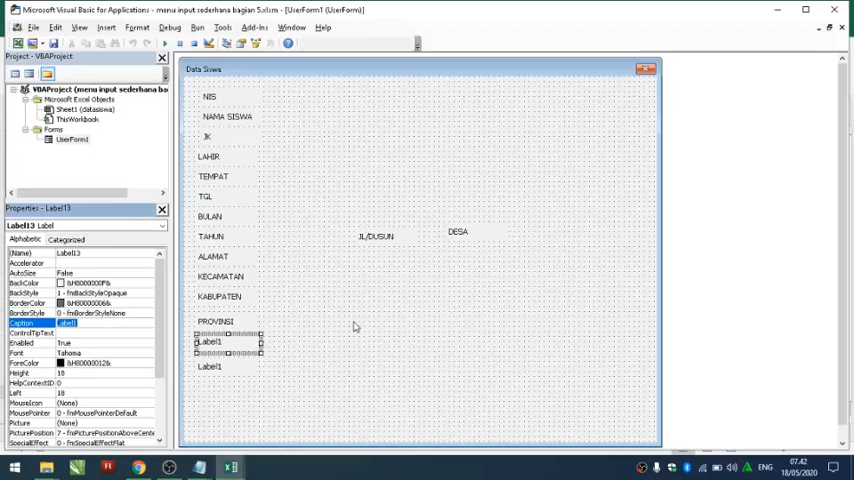 Microsoft Visual Basic for Applications - menu input sederhana bagian 5.xlsm - [UserForm1 (UserForm)]
File Edit View Insert Format Debug Run Tools Add-Ins Window Help
Project - VBAProject
VBAProject (menu input sederhana ba
Microsoft Excel Objects
Sheet1 (datasiswa)
ThisWorkbook
Forms
UserForm1
Properties - Label13
Label13 Label
Alphabetic Categorized
(Name) Label13
Accelerator
AutoSize False
BackColor &H8000000F&
BackStyle 1 - fmBackStyleOpaque
BorderColor &H80000006&
BorderStyle 0 - fmBorderStyleNone
Caption Label1
ControlTipText
Enabled True
Font Tahoma
ForeColor &H80000012&
Height 18
HelpContextID 0
Left 18
MouseIcon (None)
MousePointer 0 - fmMousePointerDefault
Picture (None)
PicturePosition 7 - fmPicturePositionAboveCente
SpecialEffect 0 - fmSpecialEffectFlat
Data Siswa
NIS
NAMA SISWA
JK
LAHIR
TEMPAT
TGL
BULAN
TAHUN
JL/DUSUN
DESA
ALAMAT
KECAMATAN
KABUPATEN
PROVINSI
Label1
Label1
ENG
07.42
18/05/2020